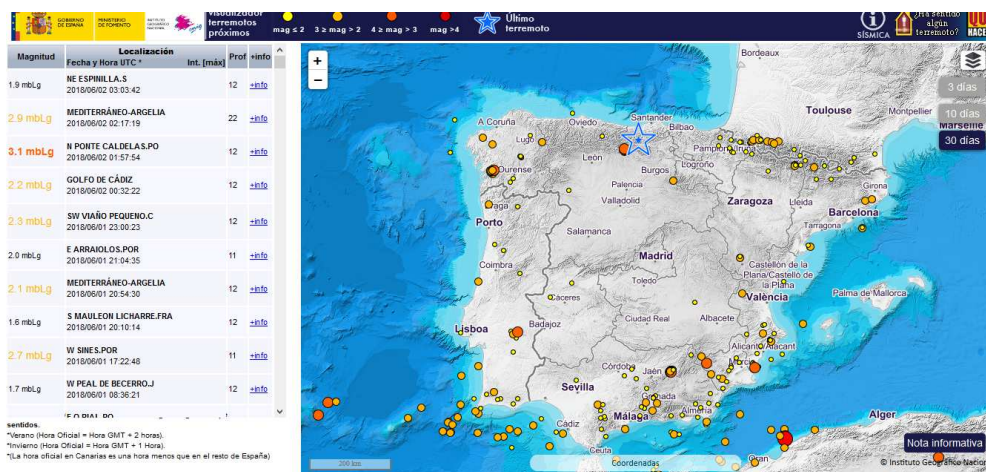 GOBIERNO
DE ESPAÑA
MINISTERIO
DE FOMENTO
INSTITUTO
GEOGRÁFICO
NACIONAL
Visualizador
terremotos
próximos
mag ≤ 2
3 ≥ mag > 2
4 ≥ mag > 3
mag >4
Último
terremoto
SÍSMICA
¿Ha sentido
algún
terremoto?
QU
HACE
Magnitud
Localización
Fecha y Hora UTC *
Int. [máx]
Prof
+info
1.9 mbLg
NE ESPINILLA.S
2018/06/02 03:03:42
12
+info
2.9 mbLg
MEDITERRÁNEO-ARGELIA
2018/06/02 02:17:19
22
+info
3.1 mbLg
N PONTE CALDELAS.PO
2018/06/02 01:57:54
12
+info
2.2 mbLg
GOLFO DE CÁDIZ
2018/06/02 00:32:22
12
+info
2.3 mbLg
SW VIAÑO PEQUENO.C
2018/06/01 23:00:23
12
+info
2.0 mbLg
E ARRAIOLOS.POR
2018/06/01 21:04:35
11
+info
2.1 mbLg
MEDITERRÁNEO-ARGELIA
2018/06/01 20:54:30
12
+info
1.6 mbLg
S MAULEON LICHARRE.FRA
2018/06/01 20:10:14
12
+info
2.7 mbLg
W SINES.POR
2018/06/01 17:22:48
11
+info
1.7 mbLg
W PEAL DE BECERRO.J
2018/06/01 08:36:21
12
+info
sentidos.
*Verano (Hora Oficial = Hora GMT + 2 horas).
*Invierno (Hora Oficial = Hora GMT + 1 Hora).
*(La hora oficial en Canarias es una hora menos que en el resto de España)
+
-
3 días
10 días
30 días
Bordeaux
Toulouse
Montpellier
Marseille
A Coruña
Oviedo
Santander
Bilbao
Lugo
León
Pamplona
Logroño
Ourense
Burgos
Palencia
Girona
Braga
Valladolid
Zaragoza
Lleida
Barcelona
Porto
Tarragona
Salamanca
Madrid
Coimbra
Castellón de la
Plana/Castelló de
la Plana
Toledo
Cáceres
València
Palma de Mallorca
Ciudad Real
Albacete
Lisboa
Badajoz
Alicante/Alacant
Murcia
Córdoba
Jaén
Sevilla
Granada
Almería
Málaga
Cádiz
Alger
Ceuta
Oran
200 km
Coordenadas
Nota informativa
© Instituto Geográfico Nacion